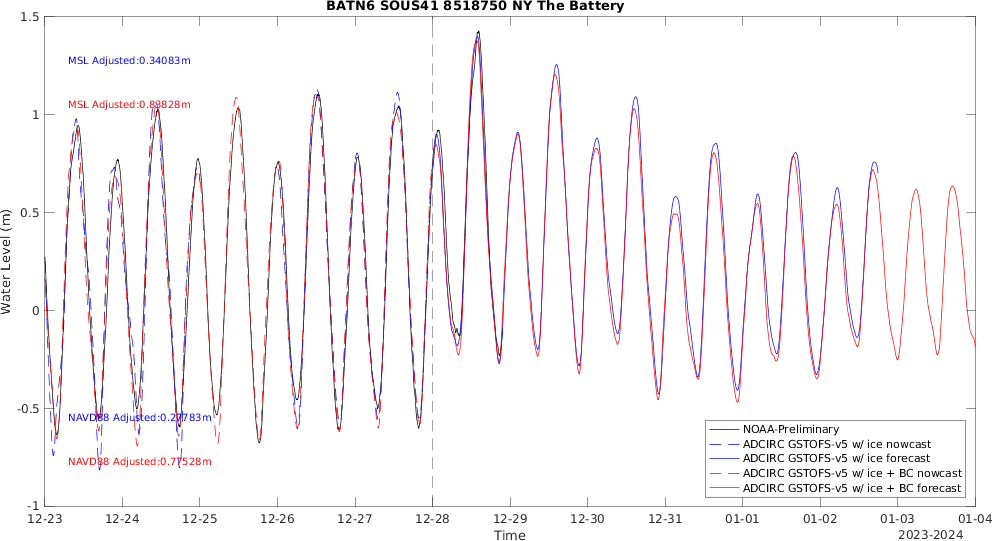 BATN6 SOUS41 8518750 NY The Battery
1.5
MSL Adjusted:0.34083m
MSL Adjusted:0.83828m
1
0.5
Water Level (m)
0
-0.5
NAVD88 Adjusted:0.27783m
NAVD88 Adjusted:0.77528m
-1
NOAA-Preliminary
ADCIRC GSTOFS-v5 w/ ice nowcast
ADCIRC GSTOFS-v5 w/ ice forecast
ADCIRC GSTOFS-v5 w/ ice + BC nowcast
ADCIRC GSTOFS-v5 w/ ice + BC forecast
12-23 12-24 12-25 12-26 12-27 12-28 12-29 12-30 12-31 01-01 01-02 01-03 01-04
Time
2023-2024